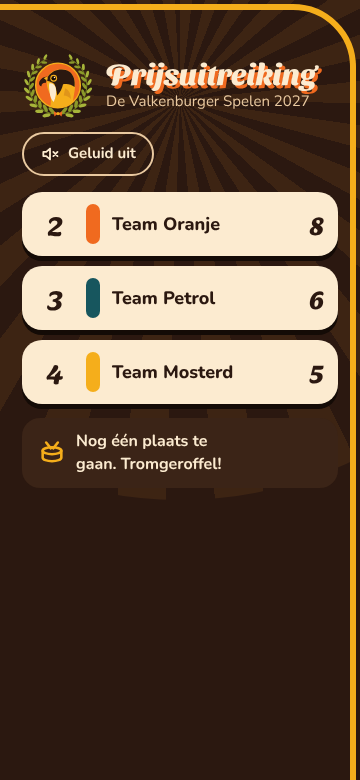 Prijsuitreiking
De Valkenburger Spelen 2027
Geluid uit
2 Team Oranje 8
3 Team Petrol 6
4 Team Mosterd 5
Nog één plaats te
gaan. Tromgeroffel!